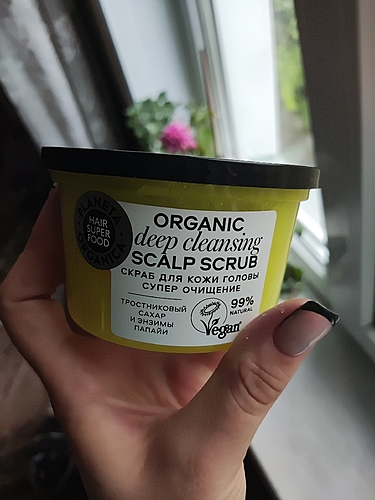 PLANETA
ORGANICA
HAIR
SUPER
FOOD
ORGANIC
deep cleansing
SCALP SCRUB
СКРАБ ДЛЯ КОЖИ ГОЛОВЫ
СУПЕР ОЧИЩЕНИЕ
ТРОСТНИКОВЫЙ
САХАР
И ЭНЗИМЫ
ПАПАЙИ
99%
NATURAL
Vegan